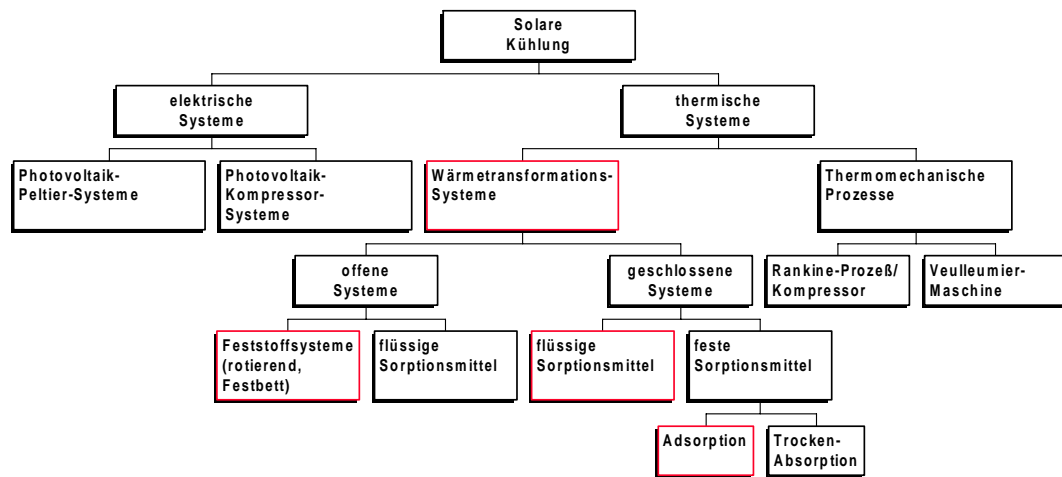 Solare
Kühlung
elektrische
Systeme
thermische
Systeme
Photovoltaik-
Peltier-Systeme
Photovoltaik-
Kompressor-
Systeme
Wärmetransformations-
Systeme
Thermomechanische
Prozesse
offene
Systeme
geschlossene
Systeme
Rankine-Prozeß/
Kompressor
Veulleumier-
Maschine
Feststoffsysteme
(rotierend,
Festbett)
flüssige
Sorptionsmittel
flüssige
Sorptionsmittel
feste
Sorptionsmittel
Adsorption
Trocken-
Absorption